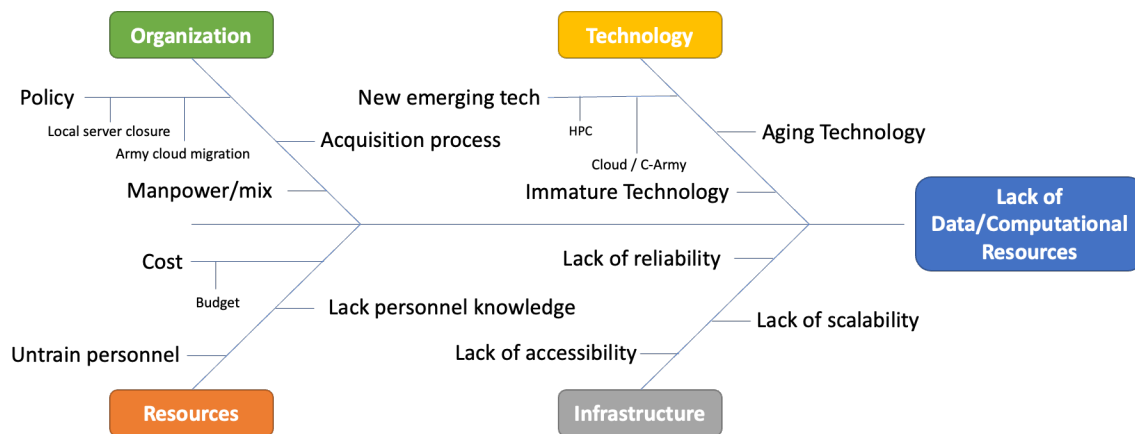 Organization
Technology
Policy
Local server closure
Army cloud migration
Acquisition process
Manpower/mix
New emerging tech
HPC
Cloud / C-Army
Aging Technology
Immature Technology
Lack of
Data/Computational
Resources
Cost
Budget
Lack personnel knowledge
Untrain personnel
Lack of reliability
Lack of scalability
Lack of accessibility
Resources
Infrastructure